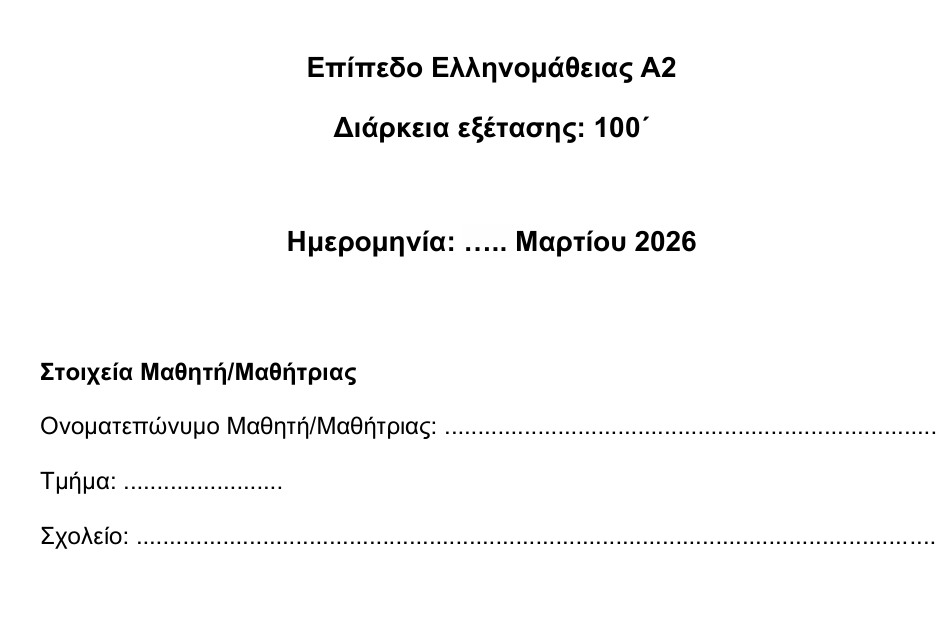 Επίπεδο Ελληνομάθειας Α2
Διάρκεια εξέτασης: 100΄
Ημερομηνία: ….. Μαρτίου 2026
Στοιχεία Μαθητή/Μαθήτριας
Ονοματεπώνυμο Μαθητή/Μαθήτριας: ..........................................................................
Τμήμα: ........................
Σχολείο: ........................................................................................................................